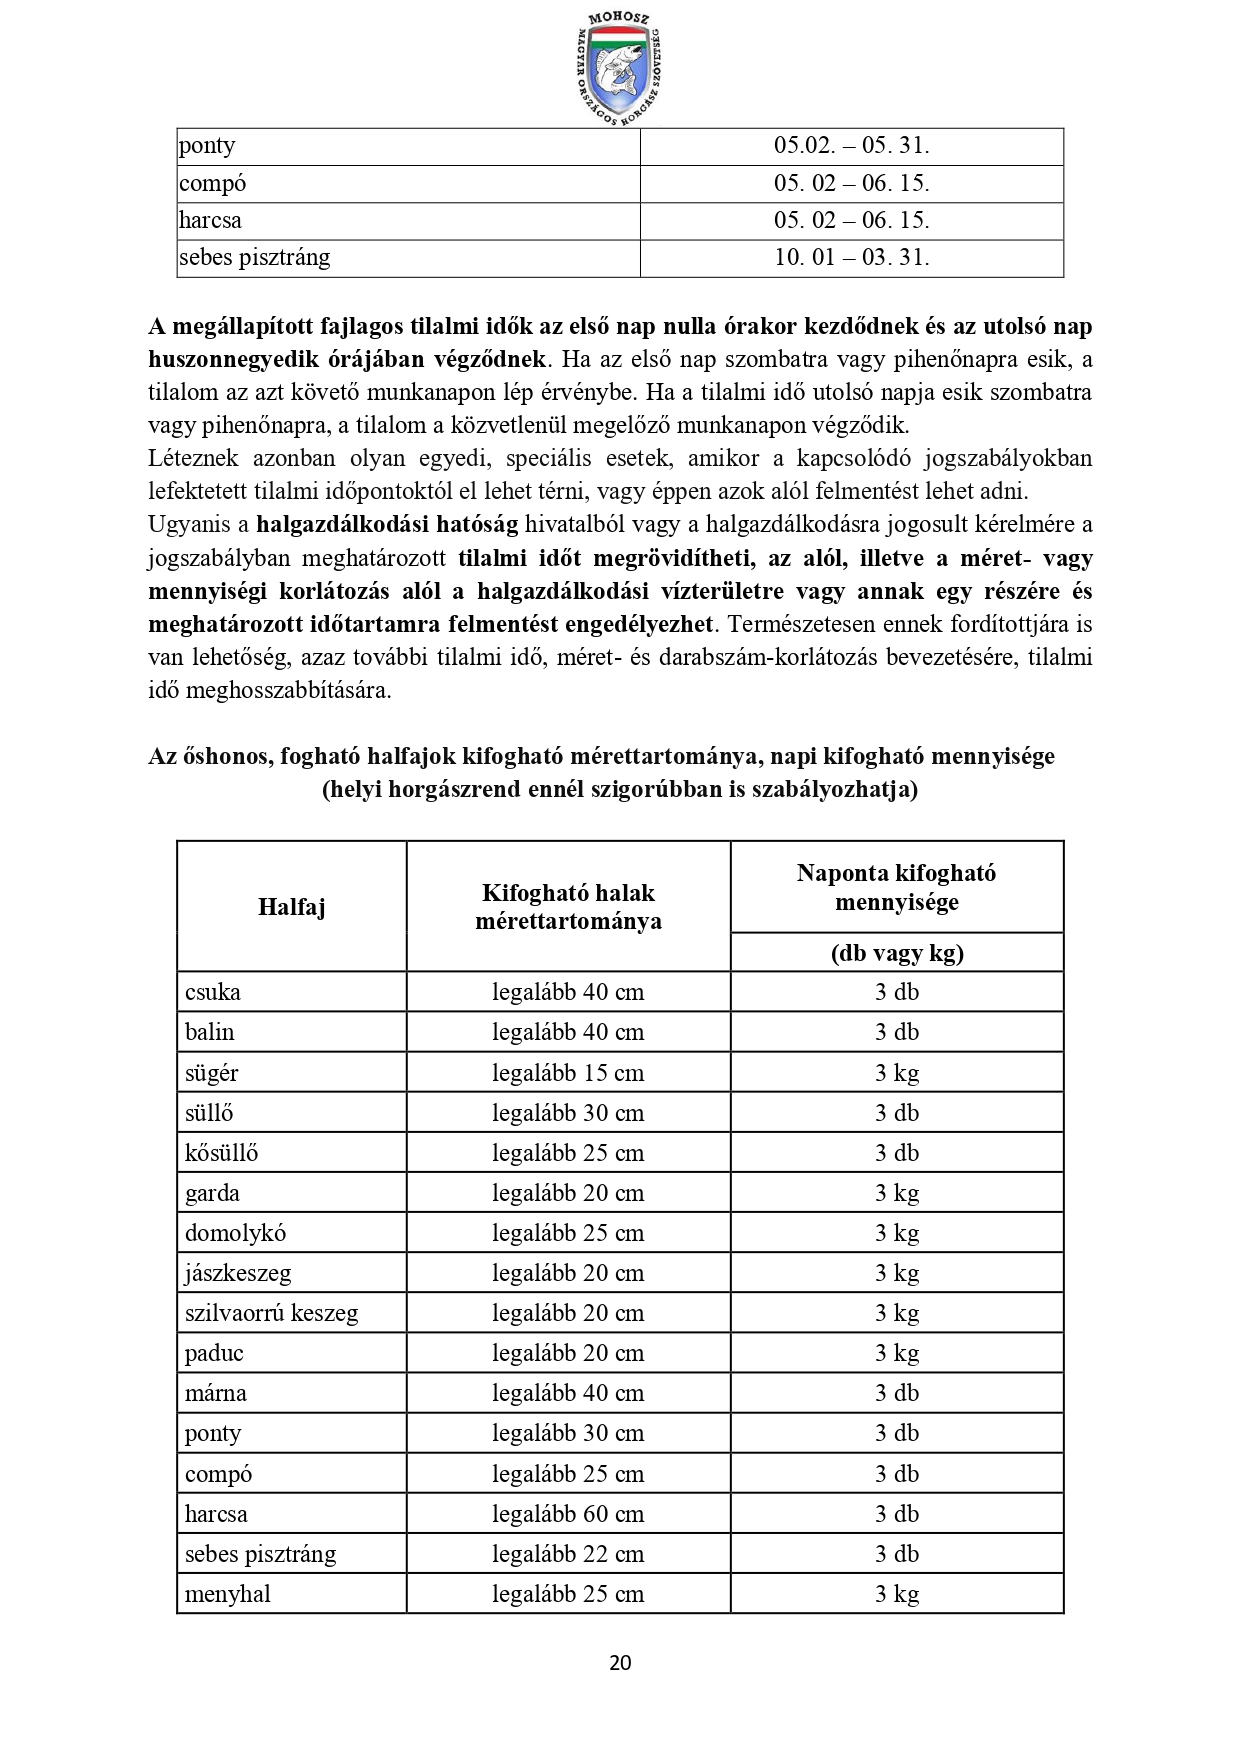 MOHOSZ
MAGYAR ORSZÁGOS HORGÁSZ SZÖVETSÉG
ponty 05.02. – 05. 31.
compó 05. 02 – 06. 15.
harcsa 05. 02 – 06. 15.
sebes pisztráng 10. 01 – 03. 31.
A megállapított fajlagos tilalmi idők az első nap nulla órakor kezdődnek és az utolsó nap
huszonnegyedik órájában végződnek. Ha az első nap szombatra vagy pihenőnapra esik, a
tilalom az azt követő munkanapon lép érvénybe. Ha a tilalmi idő utolsó napja esik szombatra
vagy pihenőnapra, a tilalom a közvetlenül megelőző munkanapon végződik.
Léteznek azonban olyan egyedi, speciális esetek, amikor a kapcsolódó jogszabályokban
lefektetett tilalmi időpontoktól el lehet térni, vagy éppen azok alól felmentést lehet adni.
Ugyanis a halgazdálkodási hatóság hivatalból vagy a halgazdálkodásra jogosult kérelmére a
jogszabályban meghatározott tilalmi időt megrövidítheti, az alól, illetve a méret- vagy
mennyiségi korlátozás alól a halgazdálkodási vízterületre vagy annak egy részére és
meghatározott időtartamra felmentést engedélyezhet. Természetesen ennek fordítottjára is
van lehetőség, azaz további tilalmi idő, méret- és darabszám-korlátozás bevezetésére, tilalmi
idő meghosszabbítására.
Az őshonos, fogható halfajok kifogható mérettartománya, napi kifogható mennyisége
(helyi horgászrend ennél szigorúbban is szabályozhatja)
Halfaj
Kifogható halak
mérettartománya
Naponta kifogható
mennyisége
(db vagy kg)
csuka legalább 40 cm 3 db
balin legalább 40 cm 3 db
sügér legalább 15 cm 3 kg
süllő legalább 30 cm 3 db
kősüllő legalább 25 cm 3 db
garda legalább 20 cm 3 kg
domolykó legalább 25 cm 3 kg
jászkeszeg legalább 20 cm 3 kg
szilvaorrú keszeg legalább 20 cm 3 kg
paduc legalább 20 cm 3 kg
márna legalább 40 cm 3 db
ponty legalább 30 cm 3 db
compó legalább 25 cm 3 db
harcsa legalább 60 cm 3 db
sebes pisztráng legalább 22 cm 3 db
menyhal legalább 25 cm 3 kg
20